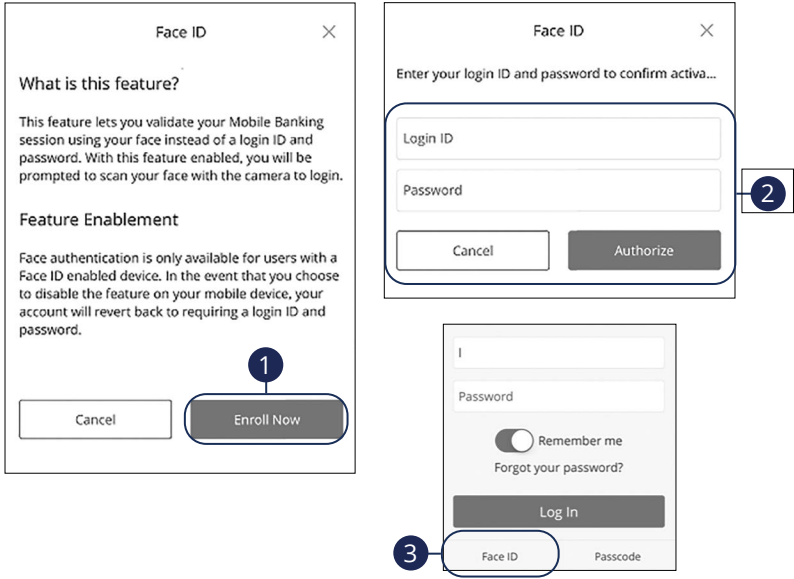 Face ID
What is this feature?
This feature lets you validate your Mobile Banking
session using your face instead of a login ID and
password. With this feature enabled, you will be
prompted to scan your face with the camera to login.
Feature Enablement
Face authentication is only available for users with a
Face ID enabled device. In the event that you choose
to disable the feature on your mobile device, your
account will revert back to requiring a login ID and
password.
1
Cancel Enroll Now
Face ID
Enter your login ID and password to confirm activa...
Login ID
Password
2
Cancel Authorize
I
Password
Remember me
Forgot your password?
Log In
3
Face ID Passcode